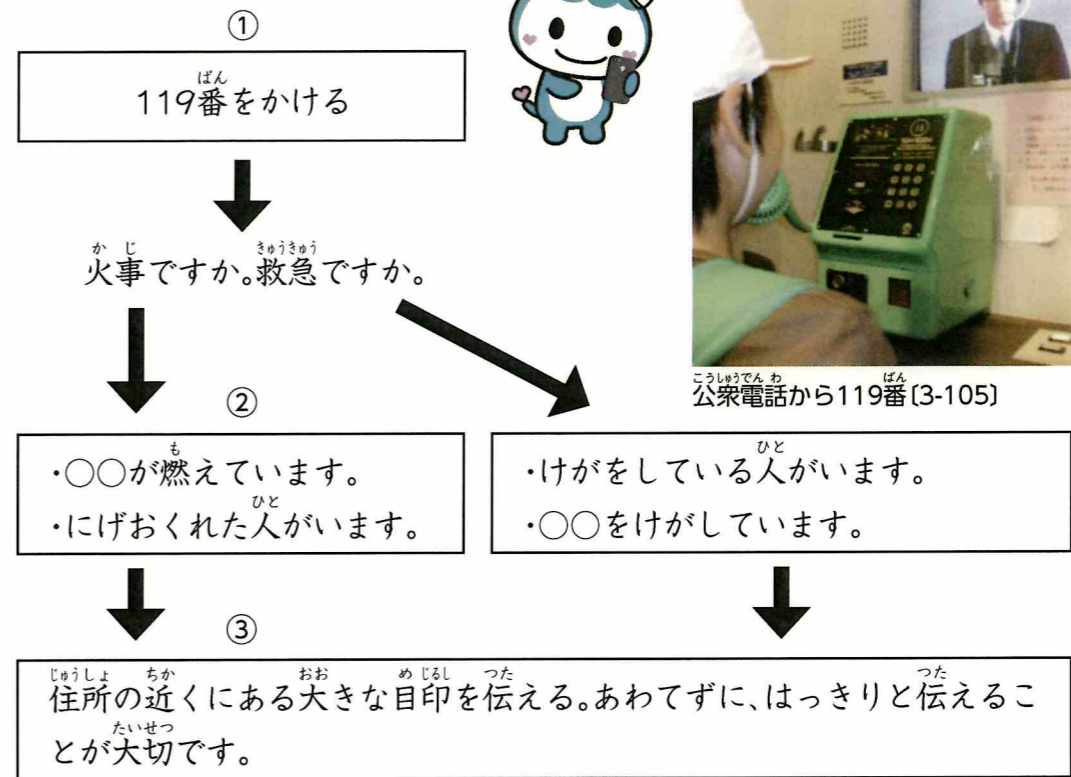 ①
119番をかける
火事ですか。救急ですか。
公衆電話から119番〔3-105〕
②
・○○が燃えています。
・にげおくれた人がいます。
・けがをしている人がいます。
・○○をけがしています。
③
住所の近くにある大きな目印を伝える。あわてずに、はっきりと伝えるこ
とが大切です。